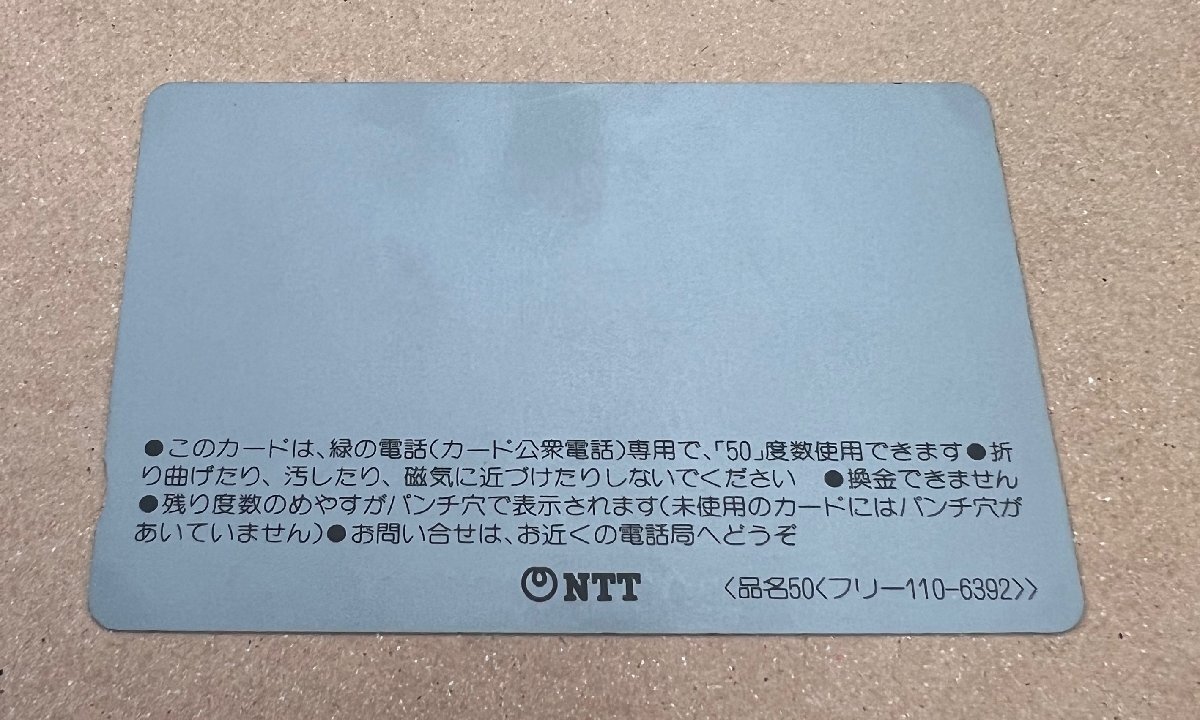 ●このカードは、緑の電話(カード公衆電話)専用で、「50」度数使用できます●折
り曲げたり、汚したり、磁気に近づけたりしないでください ●換金できません
●残り度数のめやすがパンチ穴で表示されます(未使用のカードにはパンチ穴が
あいていません)●お問い合せは、お近くの電話局へどうぞ
NTT 〈品名50〈フリー110-6392〉〉